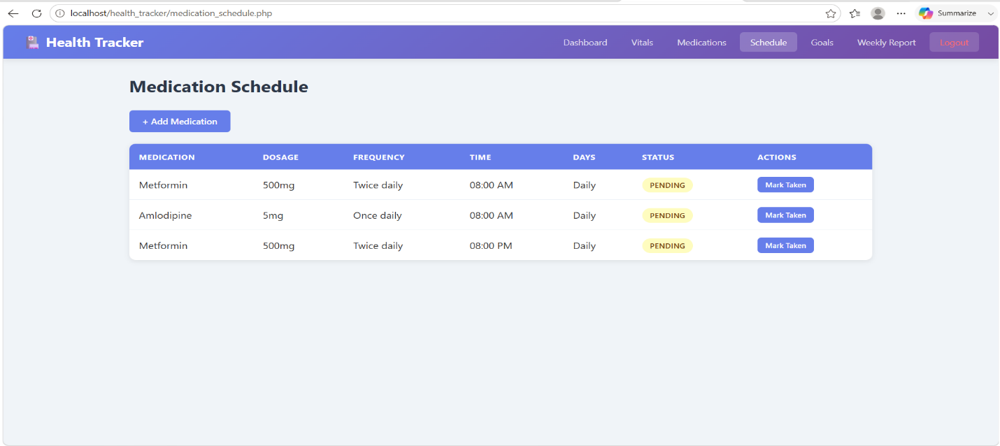 localhost/health_tracker/medication_schedule.php Summarize
Health Tracker Dashboard Vitals Medications Schedule Goals Weekly Report Logout
Medication Schedule
+ Add Medication
MEDICATION DOSAGE FREQUENCY TIME DAYS STATUS ACTIONS
Metformin 500mg Twice daily 08:00 AM Daily PENDING Mark Taken
Amlodipine 5mg Once daily 08:00 AM Daily PENDING Mark Taken
Metformin 500mg Twice daily 08:00 PM Daily PENDING Mark Taken